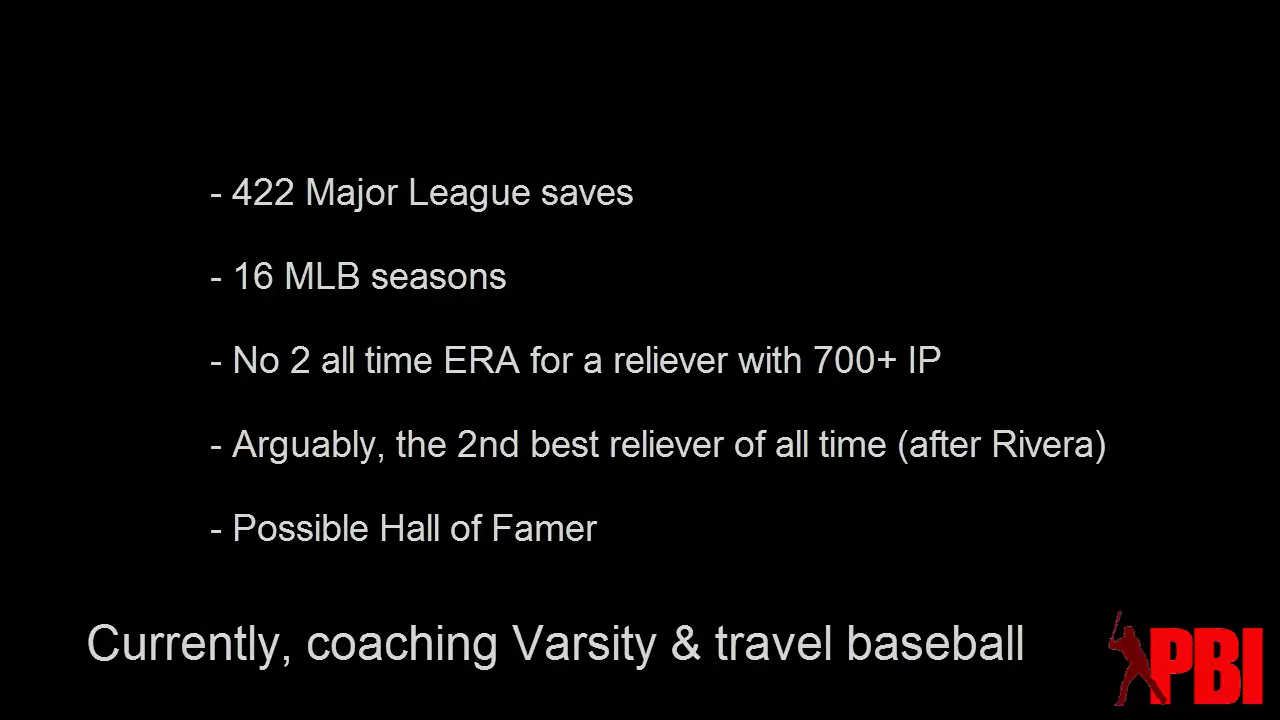 - 422 Major League saves
- 16 MLB seasons
- No 2 all time ERA for a reliever with 700+ IP
- Arguably, the 2nd best reliever of all time (after Rivera)
- Possible Hall of Famer
Currently, coaching Varsity & travel baseball
PBI